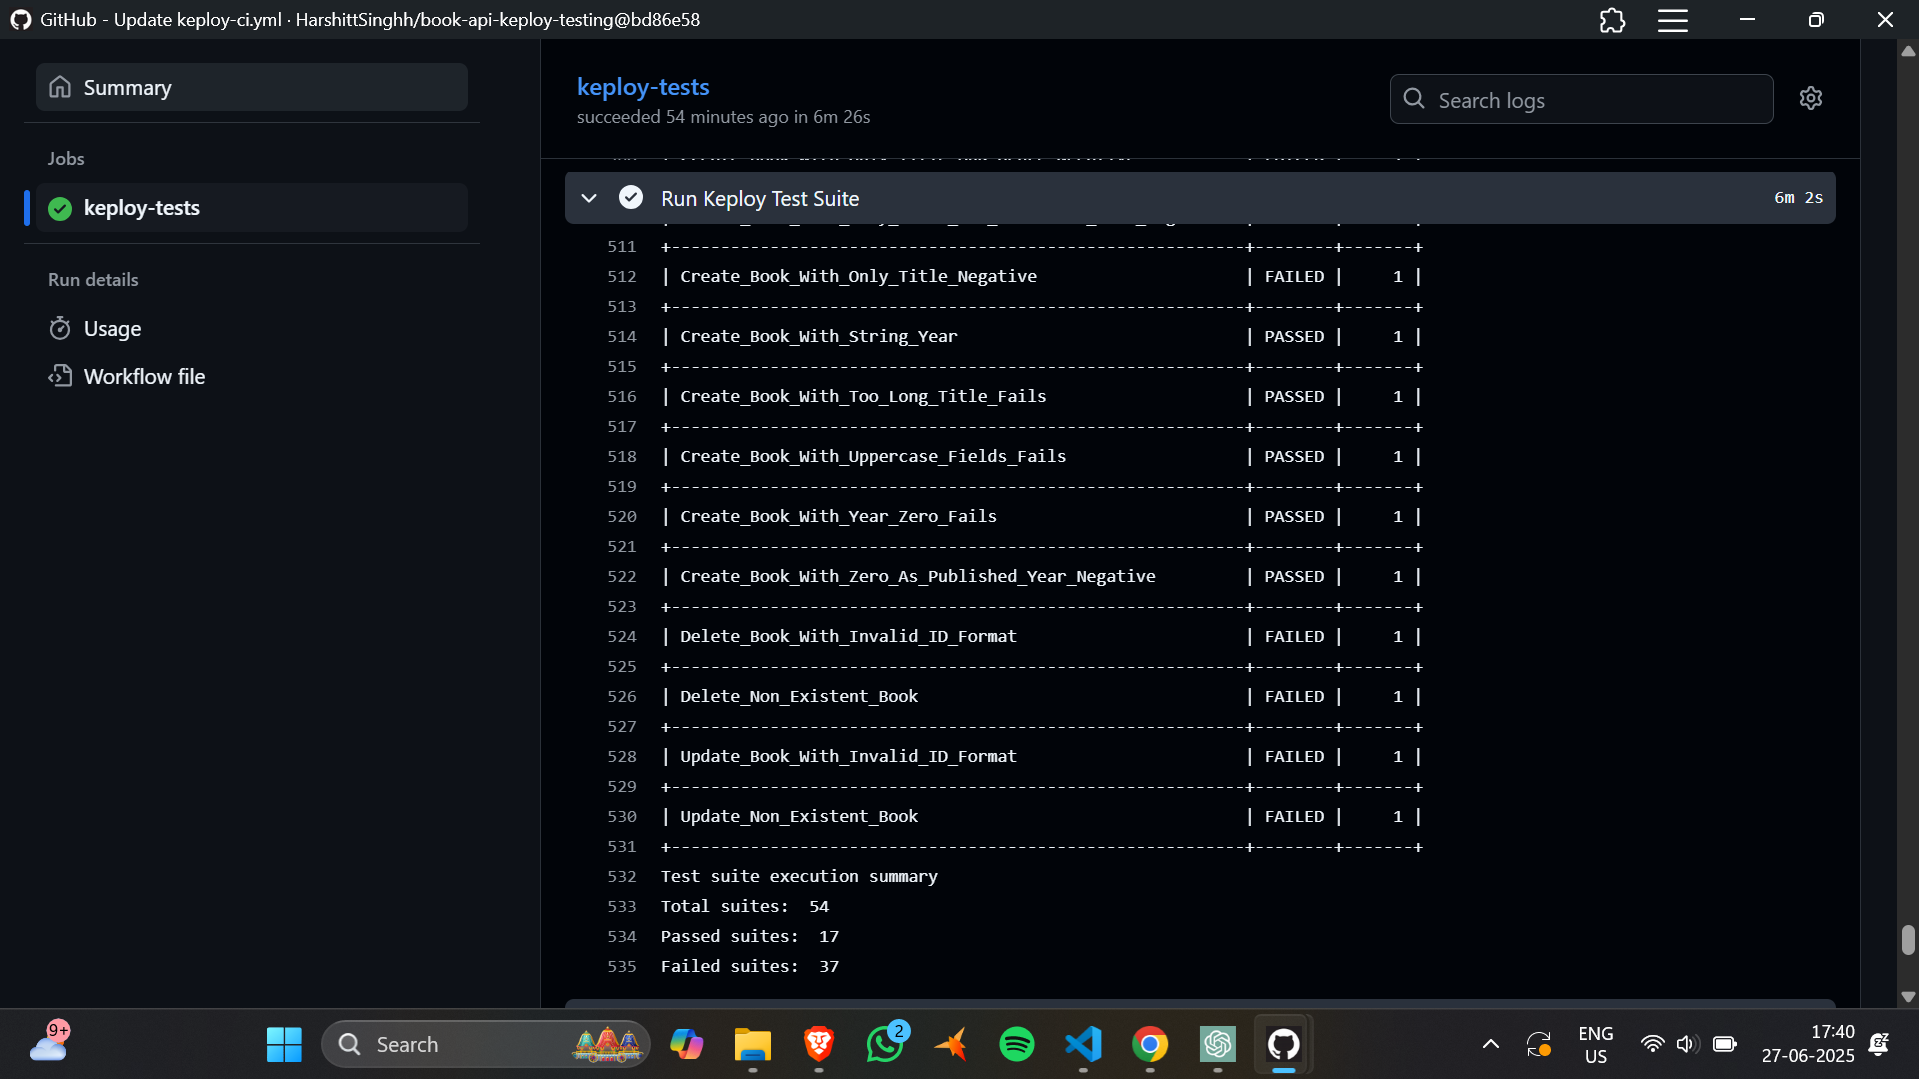 GitHub - Update keploy-ci.yml · HarshittSinghh/book-api-keploy-testing@bd86e58
Summary
Jobs
keploy-tests
Run details
Usage
Workflow file
keploy-tests
succeeded 54 minutes ago in 6m 26s
Search logs
Run Keploy Test Suite
6m 2s
511 +----------------------------------------------------------+--------+-------+
512 | Create_Book_With_Only_Title_Negative | FAILED | 1 |
513 +----------------------------------------------------------+--------+-------+
514 | Create_Book_With_String_Year | PASSED | 1 |
515 +----------------------------------------------------------+--------+-------+
516 | Create_Book_With_Too_Long_Title_Fails | PASSED | 1 |
517 +----------------------------------------------------------+--------+-------+
518 | Create_Book_With_Uppercase_Fields_Fails | PASSED | 1 |
519 +----------------------------------------------------------+--------+-------+
520 | Create_Book_With_Year_Zero_Fails | PASSED | 1 |
521 +----------------------------------------------------------+--------+-------+
522 | Create_Book_With_Zero_As_Published_Year_Negative | PASSED | 1 |
523 +----------------------------------------------------------+--------+-------+
524 | Delete_Book_With_Invalid_ID_Format | FAILED | 1 |
525 +----------------------------------------------------------+--------+-------+
526 | Delete_Non_Existent_Book | FAILED | 1 |
527 +----------------------------------------------------------+--------+-------+
528 | Update_Book_With_Invalid_ID_Format | FAILED | 1 |
529 +----------------------------------------------------------+--------+-------+
530 | Update_Non_Existent_Book | FAILED | 1 |
531 +----------------------------------------------------------+--------+-------+
532 Test suite execution summary
533 Total suites: 54
534 Passed suites: 17
535 Failed suites: 37
9+
Search
2
ENG
US
17:40
27-06-2025